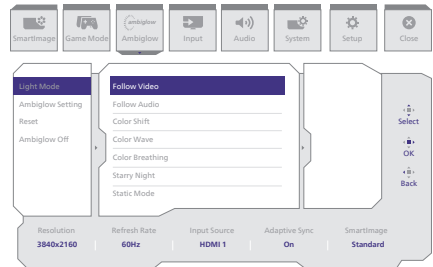 ambiglow
SmartImage Game Mode Ambiglow Input Audio System Setup Close
Light Mode
Ambiglow Setting
Reset
Ambiglow Off
Follow Video
Follow Audio
Color Shift
Color Wave
Color Breathing
Starry Night
Static Mode
Select
OK
Back
Resolution Refresh Rate Input Source Adaptive Sync SmartImage
3840x2160 60Hz HDMI 1 On Standard